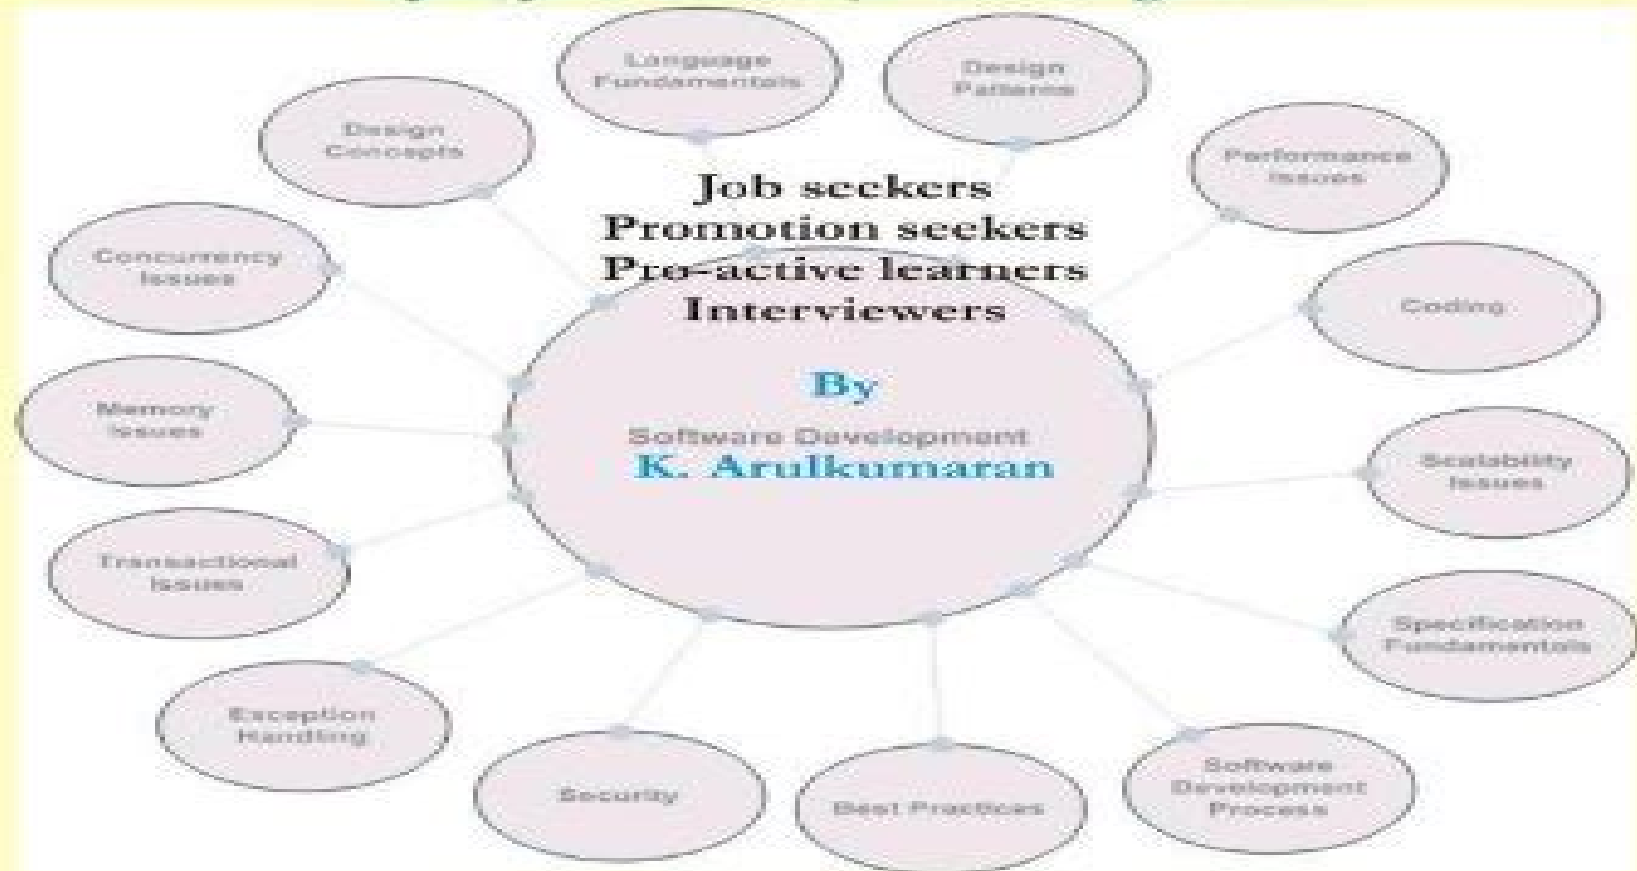 Language
Fundamentals
Design
Patterns
Design
Concepts
Performance
Issues
Job seekers
Promotion seekers
Pro-active learners
Interviewers
Concurrency
Issues
Coding
By
Memory
Issues
Software Development
K. Arulkumaran
Scalability
Issues
Transactional
Issues
Specification
Fundamentals
Exception
Handling
Security
Best Practices
Software
Development
Process